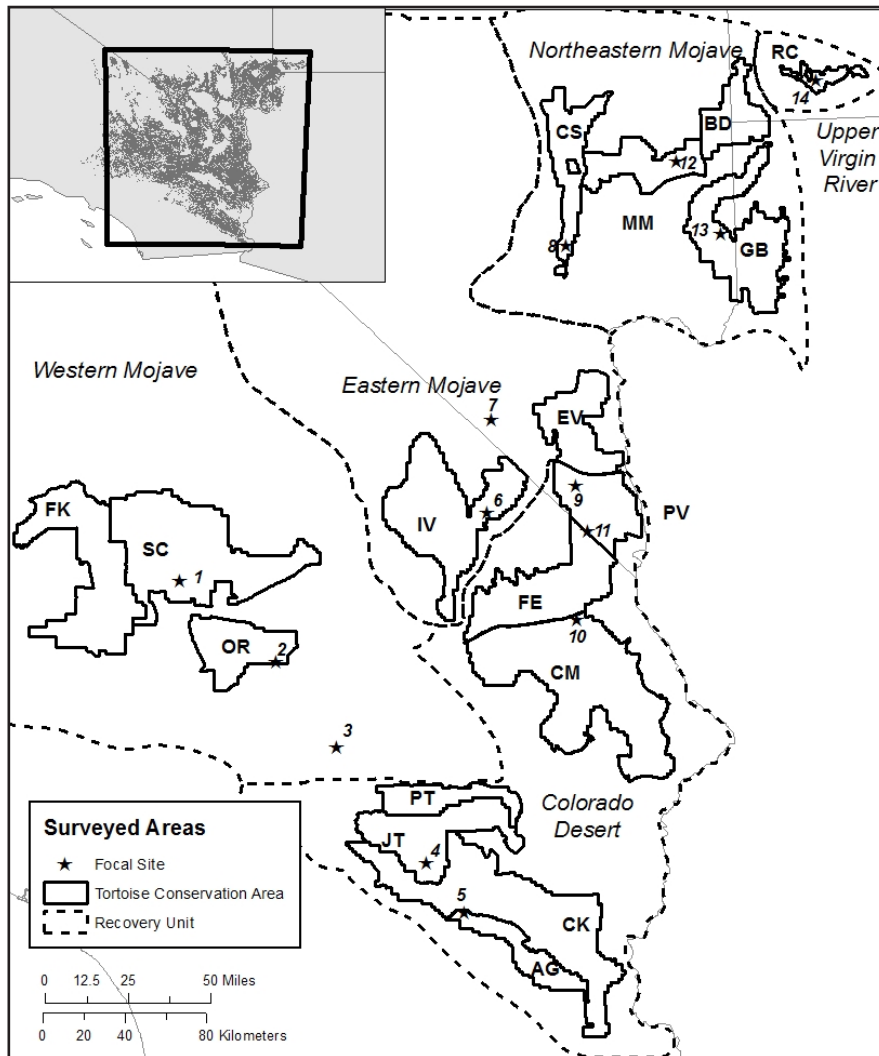 Northeastern Mojave
RC
14
CS
BD
12
Upper
Virgin
River
MM
13
8
GB
Western Mojave
Eastern Mojave
7
EV
FK
SC
1
IV
6
9
PV
11
FE
OR
2
10
CM
3
Colorado
Desert
PT
JT
4
5
CK
AG
Surveyed Areas
Focal Site
Tortoise Conservation Area
Recovery Unit
0 12.5 25 50 Miles
0 20 40 80 Kilometers